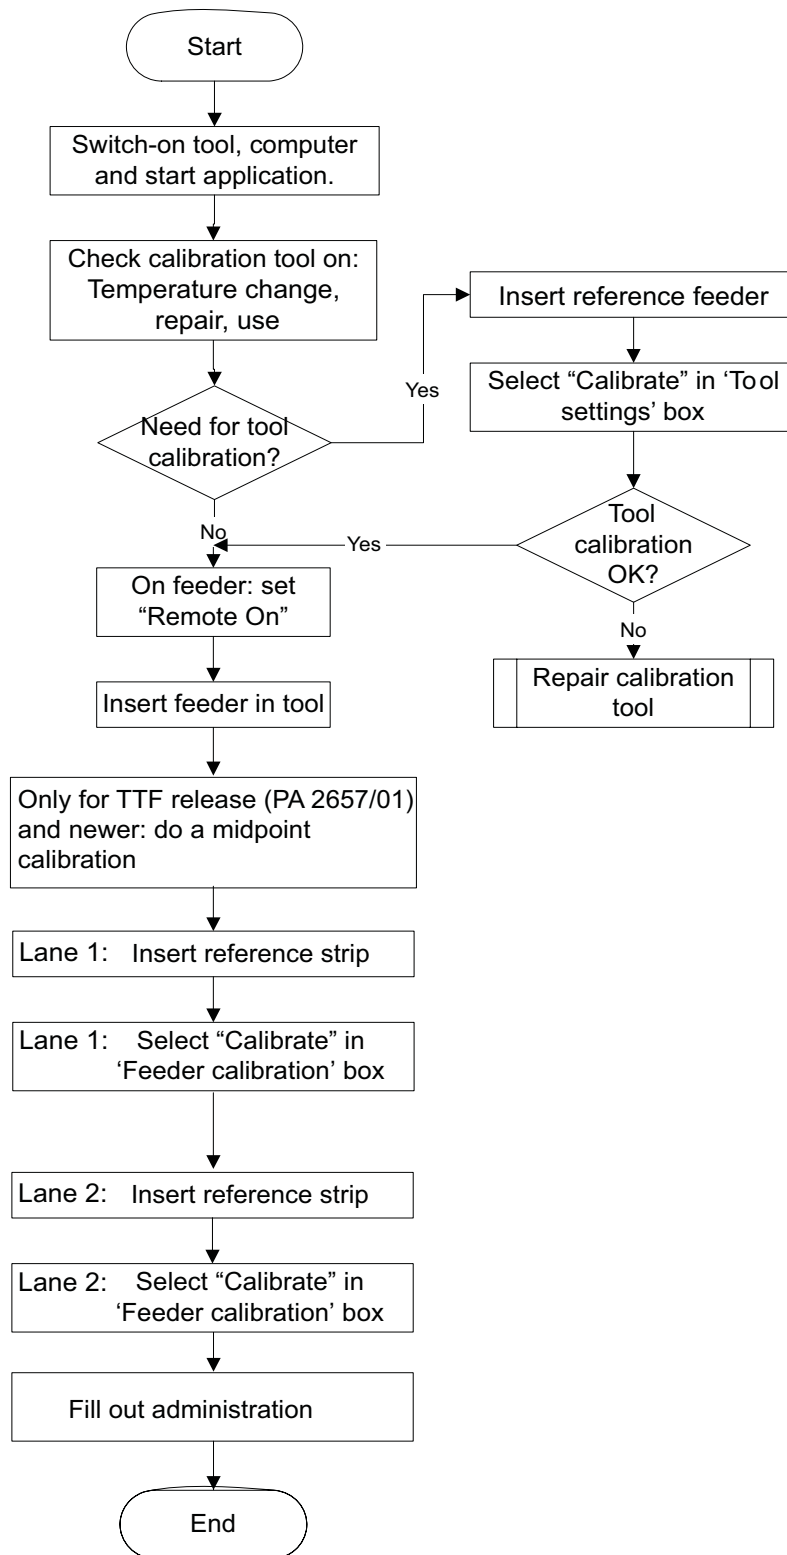 Start
Switch-on tool, computer
and start application.
Check calibration tool on:
Temperature change,
repair, use
Need for tool
calibration?
Yes
Insert reference feeder
Select “Calibrate” in ‘Tool
settings’ box
Tool
calibration
OK?
Yes
No
Repair calibration
tool
No
On feeder: set
“Remote On”
Insert feeder in tool
Only for TTF release (PA 2657/01)
and newer: do a midpoint
calibration
Lane 1: Insert reference strip
Lane 1: Select “Calibrate” in
‘Feeder calibration’ box
Lane 2: Insert reference strip
Lane 2: Select “Calibrate” in
‘Feeder calibration’ box
Fill out administration
End